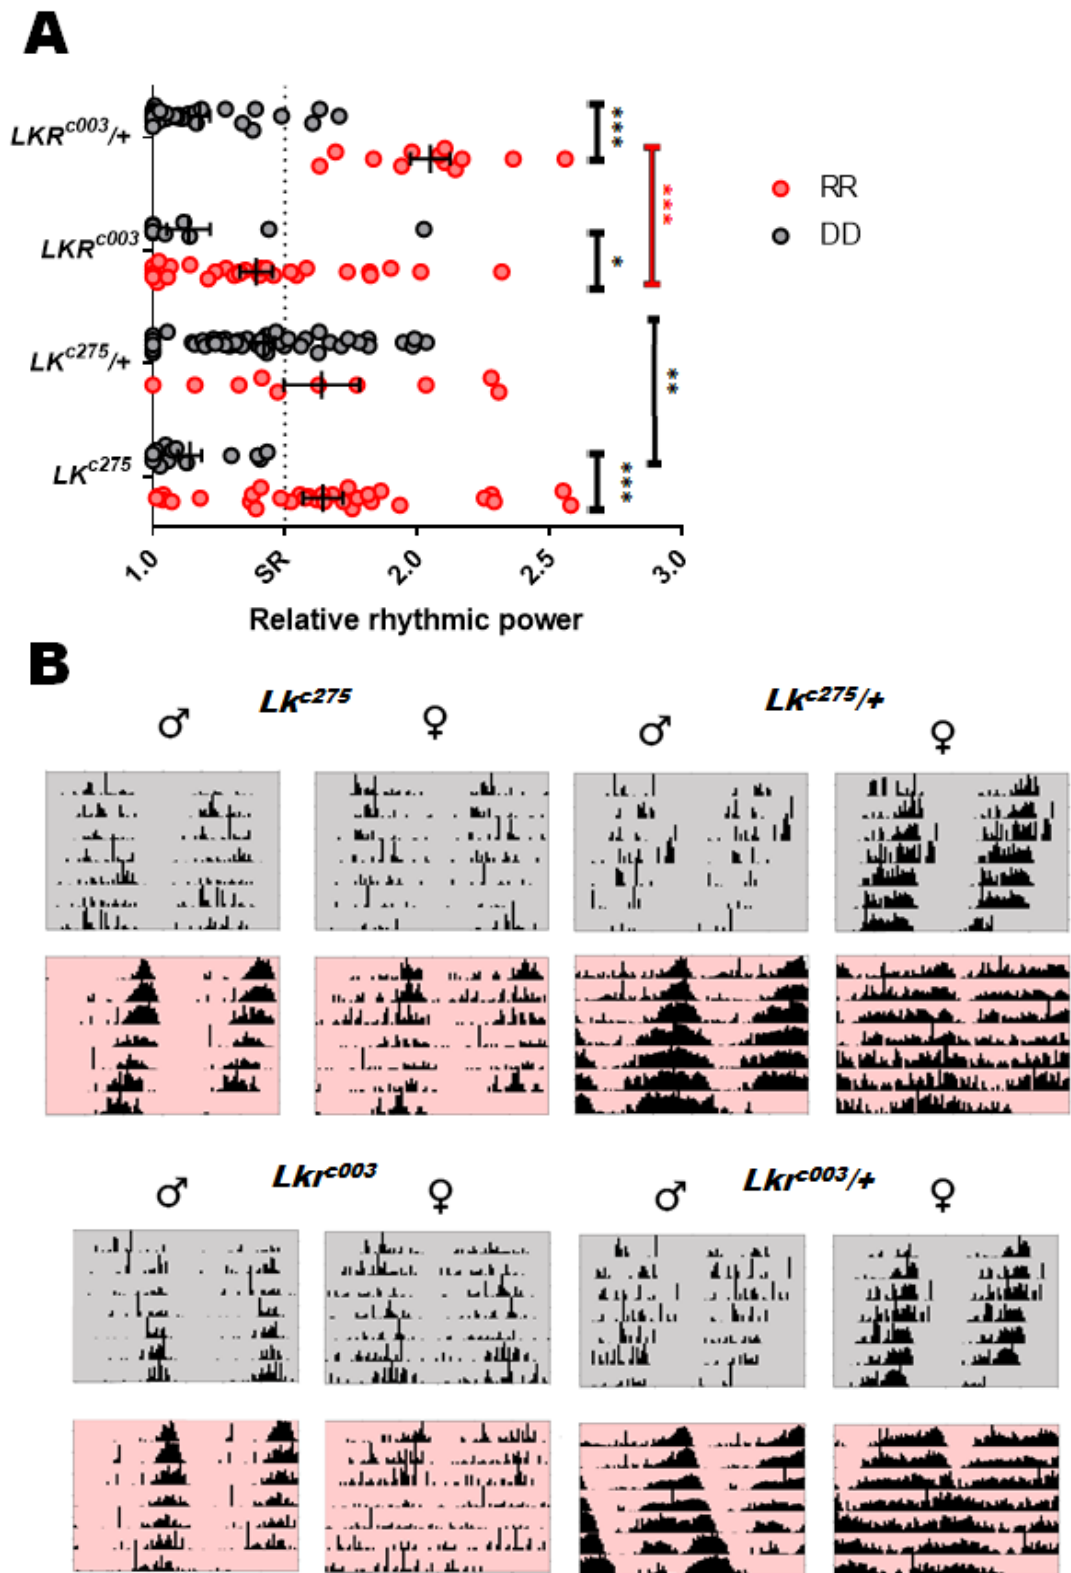 A
LKRc003/+
LKRc003
LKc275/+
LKc275
***
***
*
**
***
RR
DD
1.0
SR
2.0
2.5
3.0
Relative rhythmic power
B
Lkc275
Lkc275/+
♂ ♀ ♂ ♀
Lkrc003
Lkrc003/+
♂ ♀ ♂ ♀